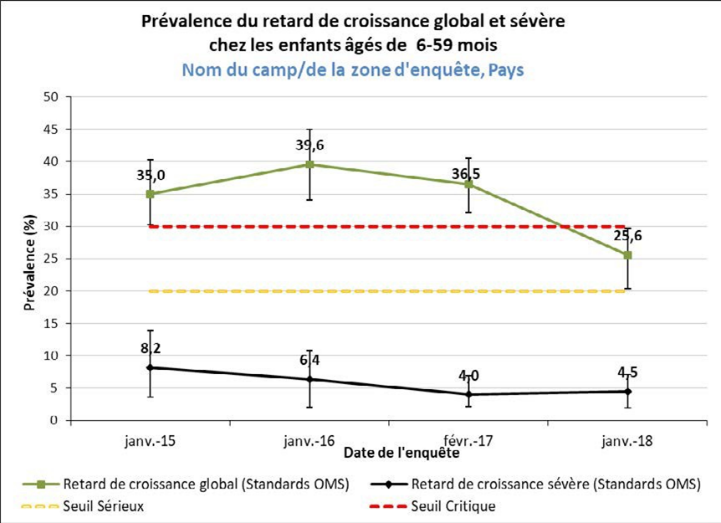 Prévalence du retard de croissance global et sévère
chez les enfants âgés de 6-59 mois
Nom du camp/de la zone d'enquête, Pays
Prévalence (%)
50
45
40
35
30
25
20
15
10
5
0
35,0
39,6
36,5
25,6
8,2
6,4
4,0
4,5
janv.-15
janv.-16
févr.-17
janv.-18
Date de l'enquête
Retard de croissance global (Standards OMS)
Retard de croissance sévère (Standards OMS)
Seuil Sérieux
Seuil Critique